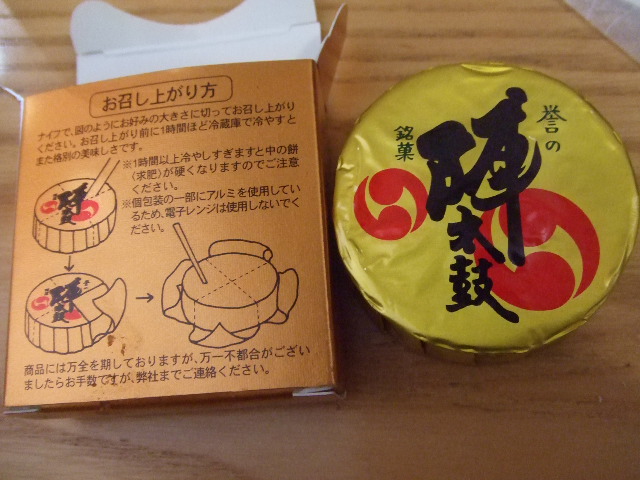 お召し上がり方
ナイフで、図のようにお好みの大きさに切ってお召し上がり
ください。お召し上がり前に1時間ほど冷蔵庫で冷やすと
また格別の美味しさです。
※1時間以上冷やしすぎますと中の餅
(求肥)が硬くなりますのでご注意
ください。
※個包装の一部にアルミを使用してい
るため、電子レンジは使用しないでく
ださい。
陣太鼓
陣
商品には万全を期しておりますが、万一不都合がござい
ましたらお手数ですが、弊社までご連絡ください。
誉の
陣太鼓
銘菓